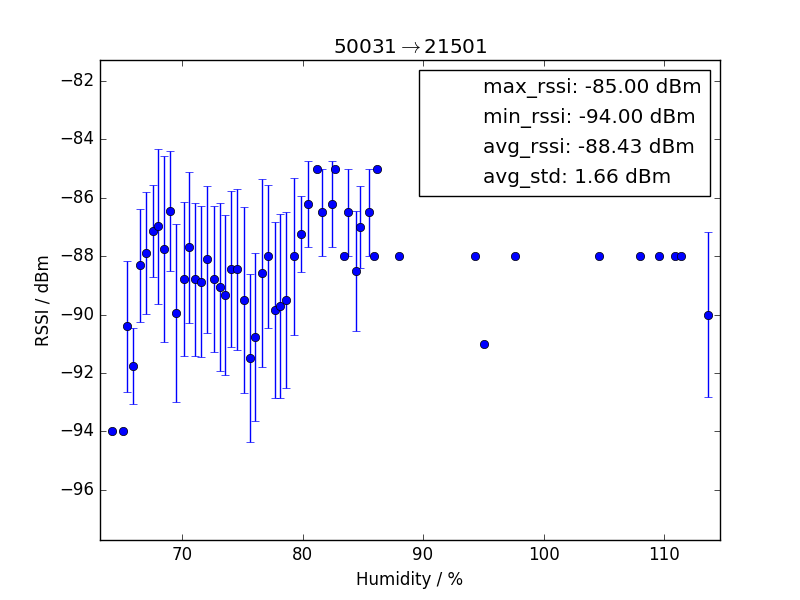 50031→21501
max_rssi: -85.00 dBm
min_rssi: -94.00 dBm
avg_rssi: -88.43 dBm
avg_std: 1.66 dBm
−82
−84
−86
−88
−90
−92
−94
−96
RSSI / dBm
70 80 90 100 110
Humidity / %